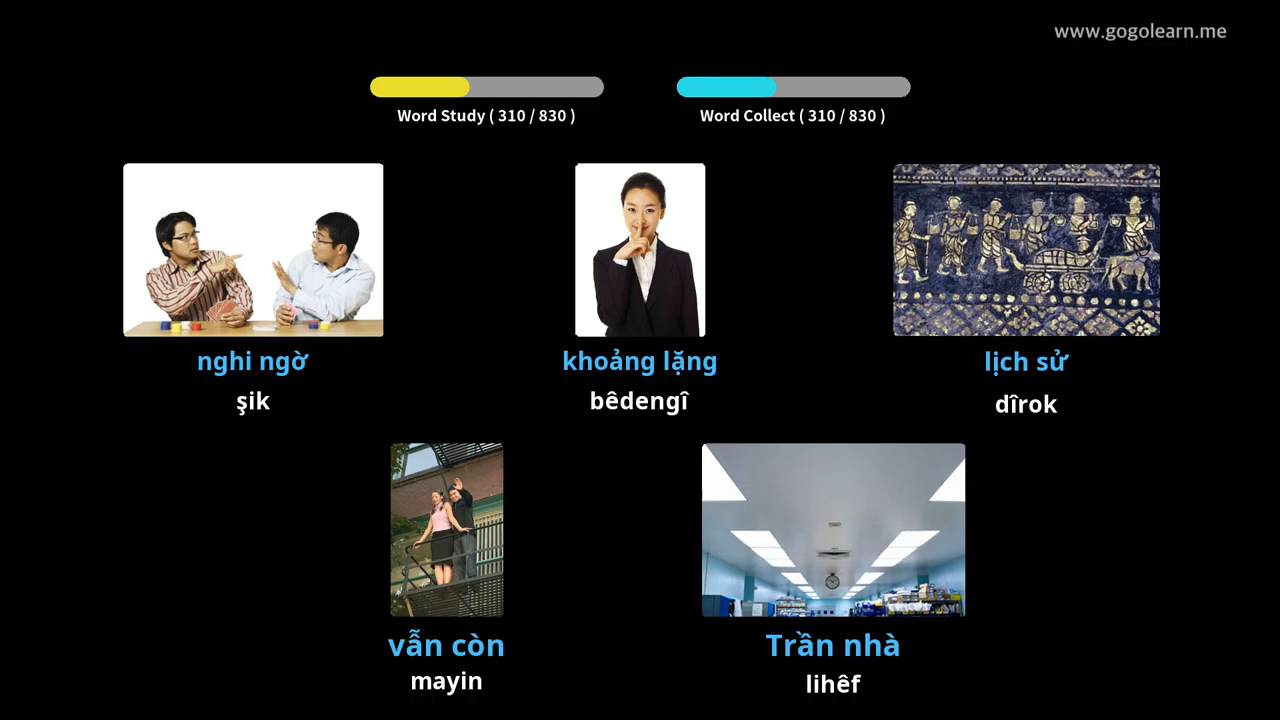 www.gogolearn.me
Word Study ( 310 / 830 )
Word Collect ( 310 / 830 )
nghi ngờ
şik
khoảng lặng
bêdengî
lịch sử
dîrok
vẫn còn
mayin
Trần nhà
lihêf